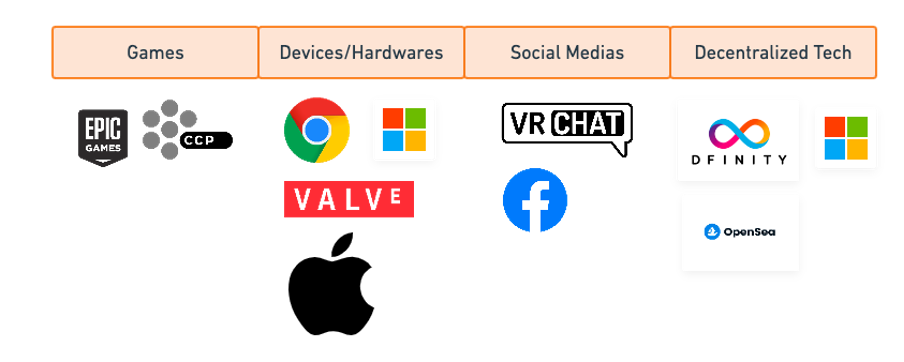 Games
Devices/Hardwares
Social Medias
Decentralized Tech
EPIC
GAMES
CCP
VALVE
VR CHAT
DFINITY
OpenSea